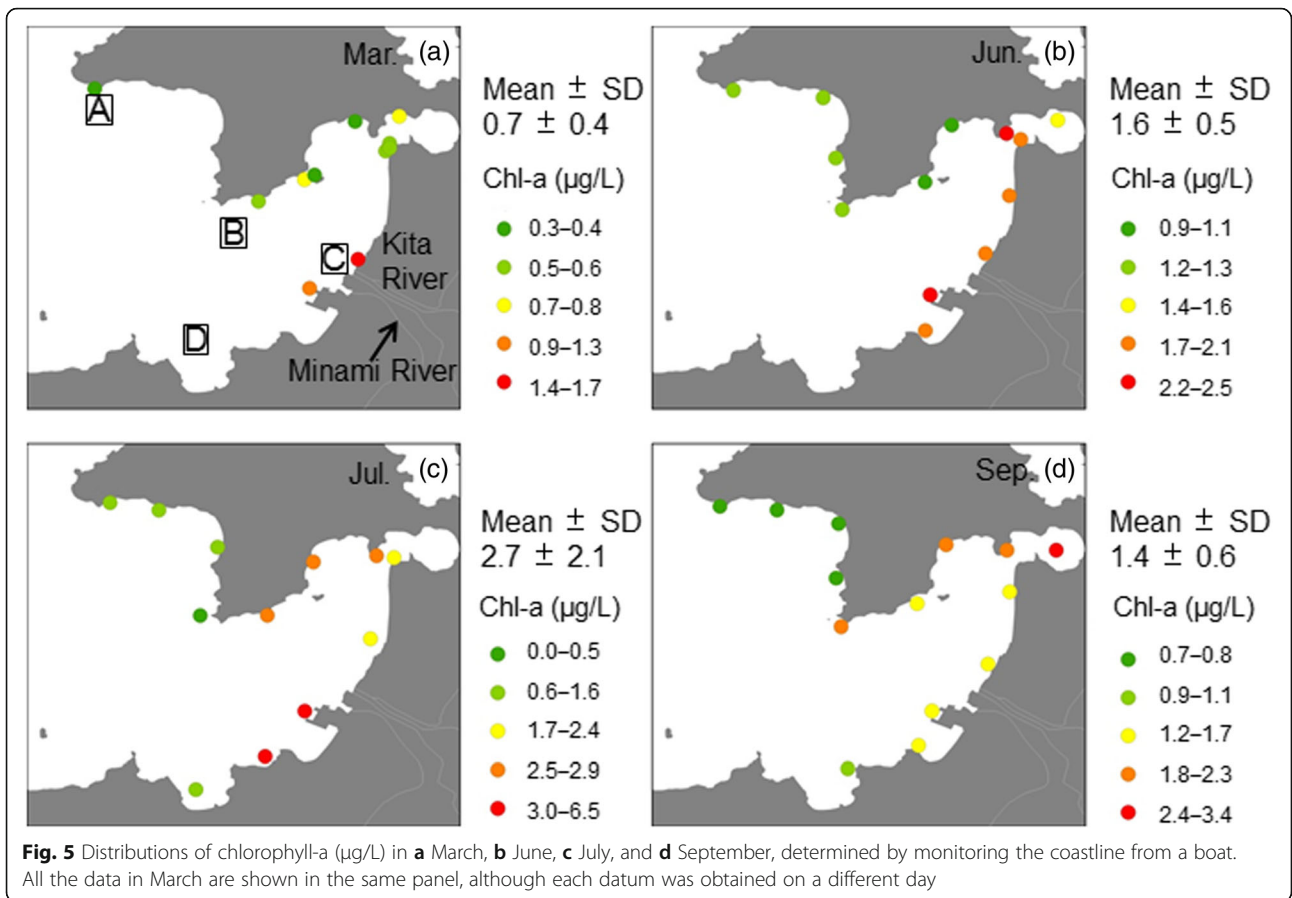 Mar. (a)
A
B
C
Kita
River
D
Minami River
Mean ± SD
0.7 ± 0.4
Chl-a (µg/L)
0.3–0.4
0.5–0.6
0.7–0.8
0.9–1.3
1.4–1.7
Jun. (b)
Mean ± SD
1.6 ± 0.5
Chl-a (µg/L)
0.9–1.1
1.2–1.3
1.4–1.6
1.7–2.1
2.2–2.5
Jul. (c)
Mean ± SD
2.7 ± 2.1
Chl-a (µg/L)
0.0–0.5
0.6–1.6
1.7–2.4
2.5–2.9
3.0–6.5
Sep. (d)
Mean ± SD
1.4 ± 0.6
Chl-a (µg/L)
0.7–0.8
0.9–1.1
1.2–1.7
1.8–2.3
2.4–3.4
Fig. 5 Distributions of chlorophyll-a (µg/L) in a March, b June, c July, and d September, determined by monitoring the coastline from a boat.
All the data in March are shown in the same panel, although each datum was obtained on a different day